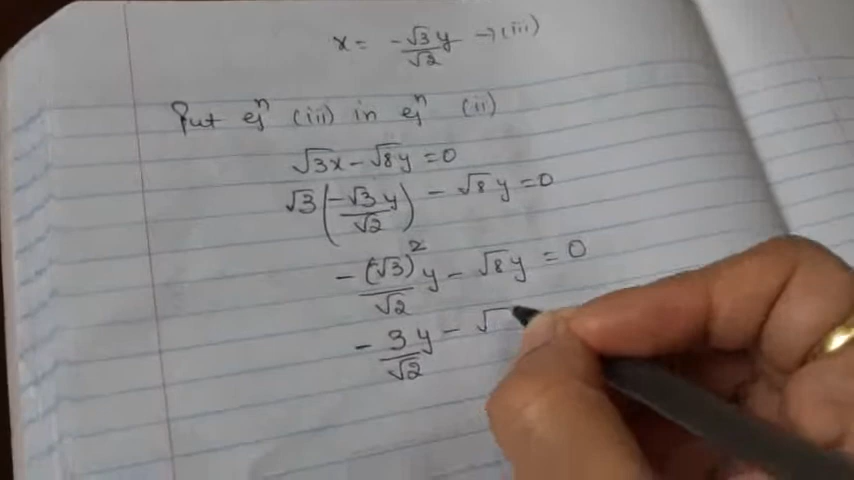 x = -√3y/√2 → (iii)
Put eqⁿ (iii) in eqⁿ (ii)
√3x - √8y = 0
√3(-√3y/√2) - √8y = 0
-(√3)²/√2 y - √8y = 0
-3y/√2 - √